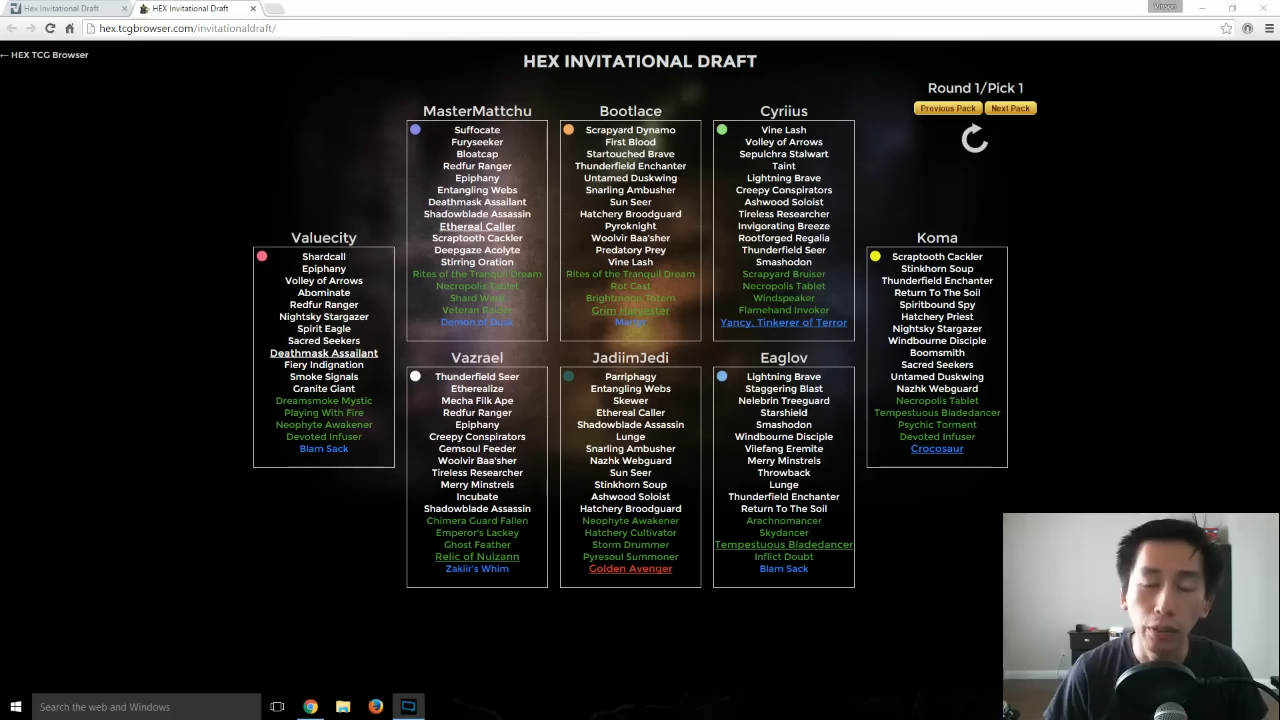 HEX Invitational Draft
HEX Invitational Draft
hex.tcgbrowser.com/invitationaldraft/
← HEX TCG Browser
HEX INVITATIONAL DRAFT
Round 1/Pick 1
Previous Pack
Next Pack
MasterMattchu
Suffocate
Furyseeker
Bloatcap
Redfur Ranger
Epiphany
Entangling Webs
Deathmask Assailant
Shadowblade Assassin
Ethereal Caller
Scraptooth Cackler
Deepgaze Acolyte
Stirring Oration
Rites of the Tranquil Dream
Necropolis Tablet
Shard Ward
Veteran Raider
Demon of Dusk
Bootlace
Scrapyard Dynamo
First Blood
Startouched Brave
Thunderfield Enchanter
Untamed Duskwing
Snarling Ambusher
Sun Seer
Hatchery Broodguard
Pyroknight
Woolvir Baa'sher
Predatory Prey
Vine Lash
Rites of the Tranquil Dream
Rot Cast
Brightmoon Totem
Grim Harvester
Cyriius
Vine Lash
Volley of Arrows
Sepulchra Stalwart
Taint
Lightning Brave
Creepy Conspirators
Ashwood Soloist
Tireless Researcher
Invigorating Breeze
Rootforged Regalia
Thunderfield Seer
Smashodon
Scrapyard Bruiser
Necropolis Tablet
Windspeaker
Flamehand Invoker
Yancy, Tinkerer of Terror
Valuecity
Shardcall
Epiphany
Volley of Arrows
Abominate
Redfur Ranger
Nightsky Stargazer
Spirit Eagle
Sacred Seekers
Deathmask Assailant
Fiery Indignation
Smoke Signals
Granite Giant
Dreamsmoke Mystic
Playing With Fire
Neophyte Awakener
Devoted Infuser
Blam Sack
Koma
Scraptooth Cackler
Stinkhorn Soup
Thunderfield Enchanter
Return To The Soil
Spiritbound Spy
Hatchery Priest
Nightsky Stargazer
Windbourne Disciple
Boomsmith
Sacred Seekers
Untamed Duskwing
Nazhk Webguard
Necropolis Tablet
Tempestuous Bladedancer
Psychic Torment
Devoted Infuser
Crocosaur
Vazrael
Thunderfield Seer
Etherealize
Mecha Filk Ape
Redfur Ranger
Epiphany
Creepy Conspirators
Gemsoul Feeder
Woolvir Baa'sher
Tireless Researcher
Merry Minstrels
Incubate
Shadowblade Assassin
Chimera Guard Fallen
Emperor's Lackey
Ghost Feather
Relic of Nulzann
Zakiir's Whim
JadiimJedi
Parriphagy
Entangling Webs
Skewer
Ethereal Caller
Shadowblade Assassin
Lunge
Snarling Ambusher
Nazhk Webguard
Sun Seer
Stinkhorn Soup
Ashwood Soloist
Hatchery Broodguard
Neophyte Awakener
Hatchery Cultivator
Storm Drummer
Pyresoul Summoner
Golden Avenger
Eaglov
Lightning Brave
Staggering Blast
Nelebrin Treeguard
Starshield
Smashodon
Windbourne Disciple
Vilefang Eremite
Merry Minstrels
Throwback
Lunge
Thunderfield Enchanter
Return To The Soil
Arachnomancer
Skydancer
Tempestuous Bladedancer
Inflict Doubt
Blam Sack
Search the web and Windows